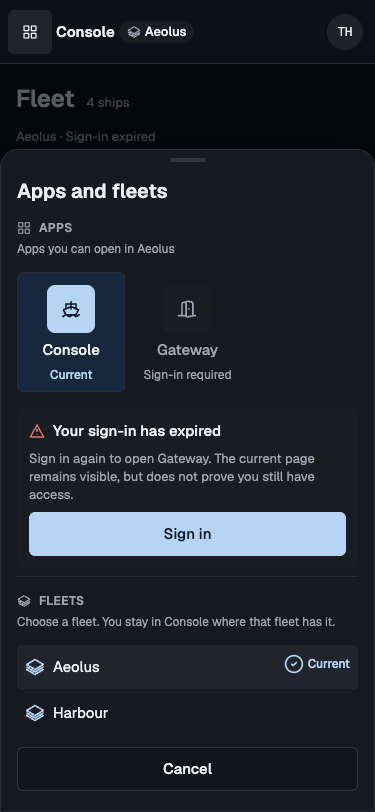 Console Aeolus TH
Fleet 4 ships
Aeolus · Sign-in expired
Apps and fleets
APPS
Apps you can open in Aeolus
Console
Current
Gateway
Sign-in required
Your sign-in has expired
Sign in again to open Gateway. The current page
remains visible, but does not prove you still have
access.
Sign in
FLEETS
Choose a fleet. You stay in Console where that fleet has it.
Aeolus Current
Harbour
Cancel